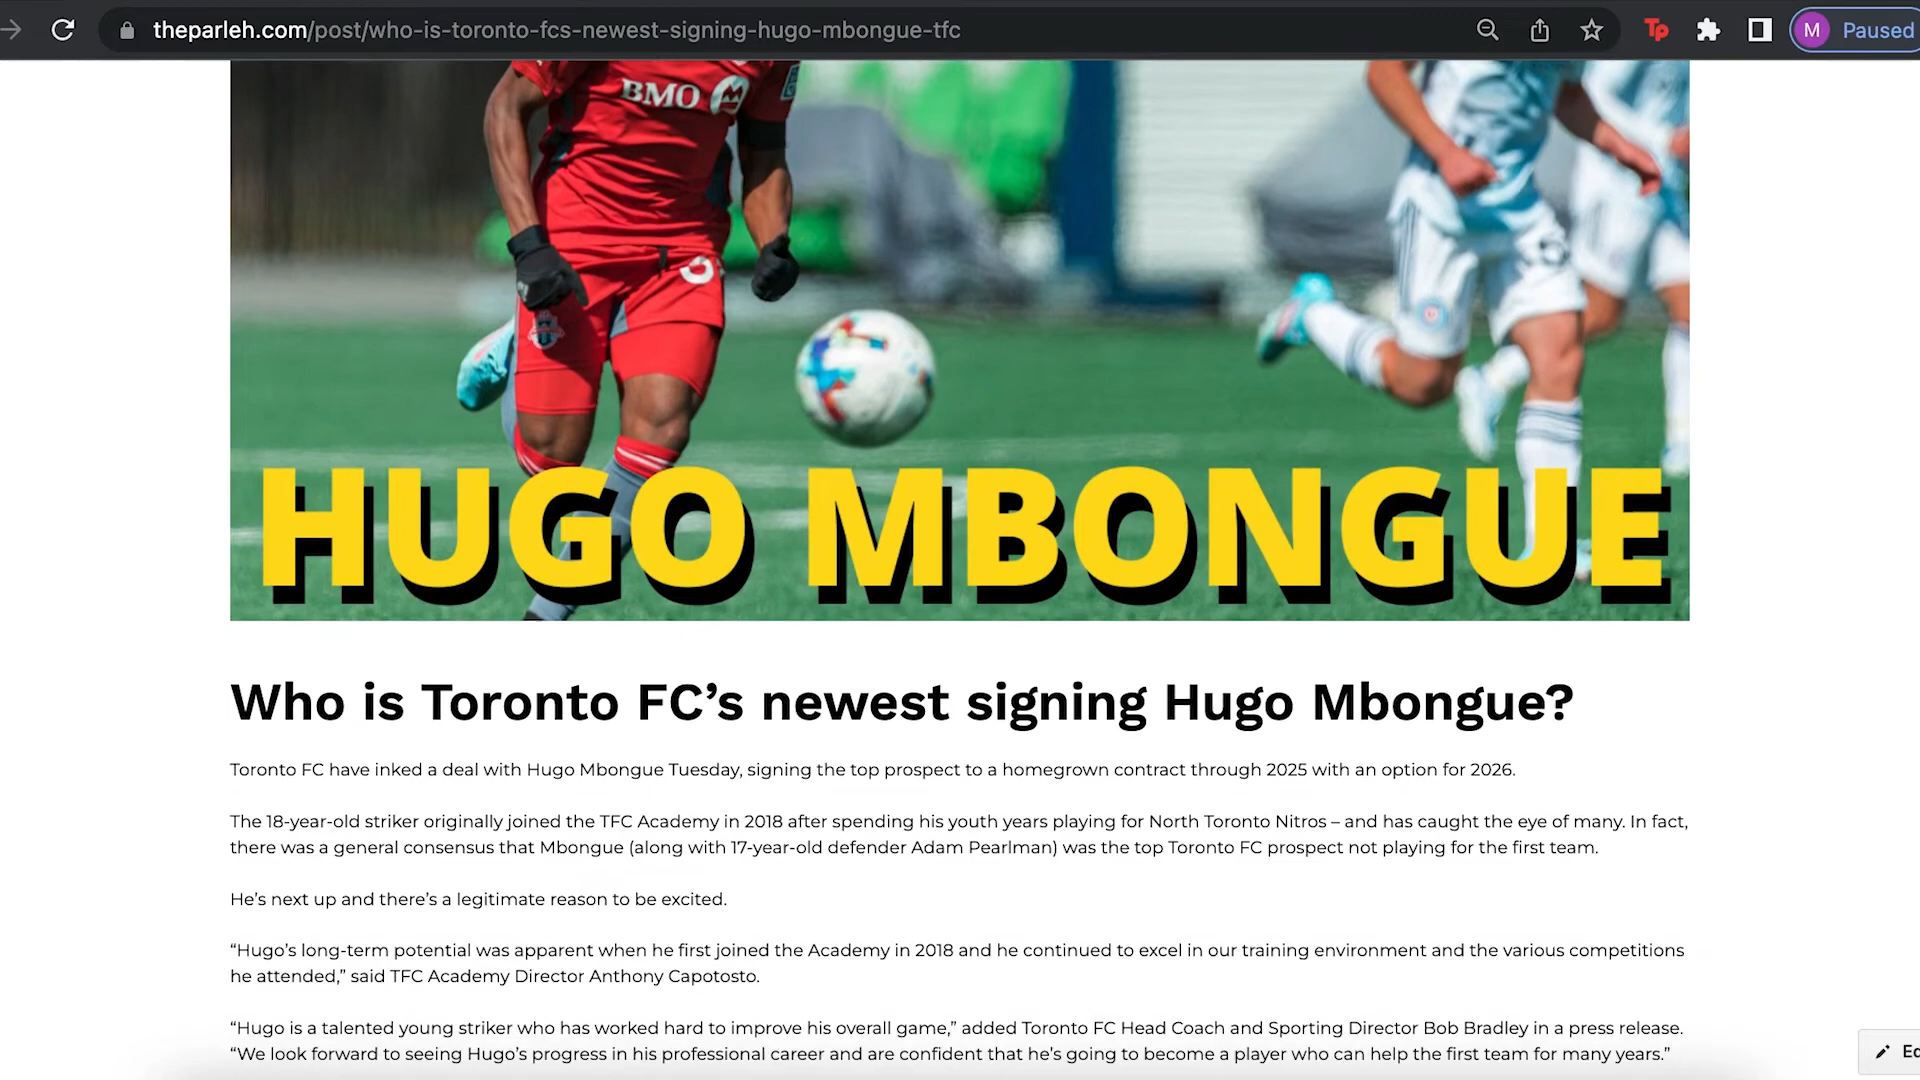 theparleh.com/post/who-is-toronto-fcs-newest-signing-hugo-mbongue-tfc
Tp
M
Paused
BMO
HUGO MBONGUE
Who is Toronto FC’s newest signing Hugo Mbongue?
Toronto FC have inked a deal with Hugo Mbongue Tuesday, signing the top prospect to a homegrown contract through 2025 with an option for 2026.
The 18-year-old striker originally joined the TFC Academy in 2018 after spending his youth years playing for North Toronto Nitros – and has caught the eye of many. In fact,
there was a general consensus that Mbongue (along with 17-year-old defender Adam Pearlman) was the top Toronto FC prospect not playing for the first team.
He’s next up and there’s a legitimate reason to be excited.
“Hugo’s long-term potential was apparent when he first joined the Academy in 2018 and he continued to excel in our training environment and the various competitions
he attended,” said TFC Academy Director Anthony Capotosto.
“Hugo is a talented young striker who has worked hard to improve his overall game,” added Toronto FC Head Coach and Sporting Director Bob Bradley in a press release.
“We look forward to seeing Hugo’s progress in his professional career and are confident that he’s going to become a player who can help the first team for many years.”